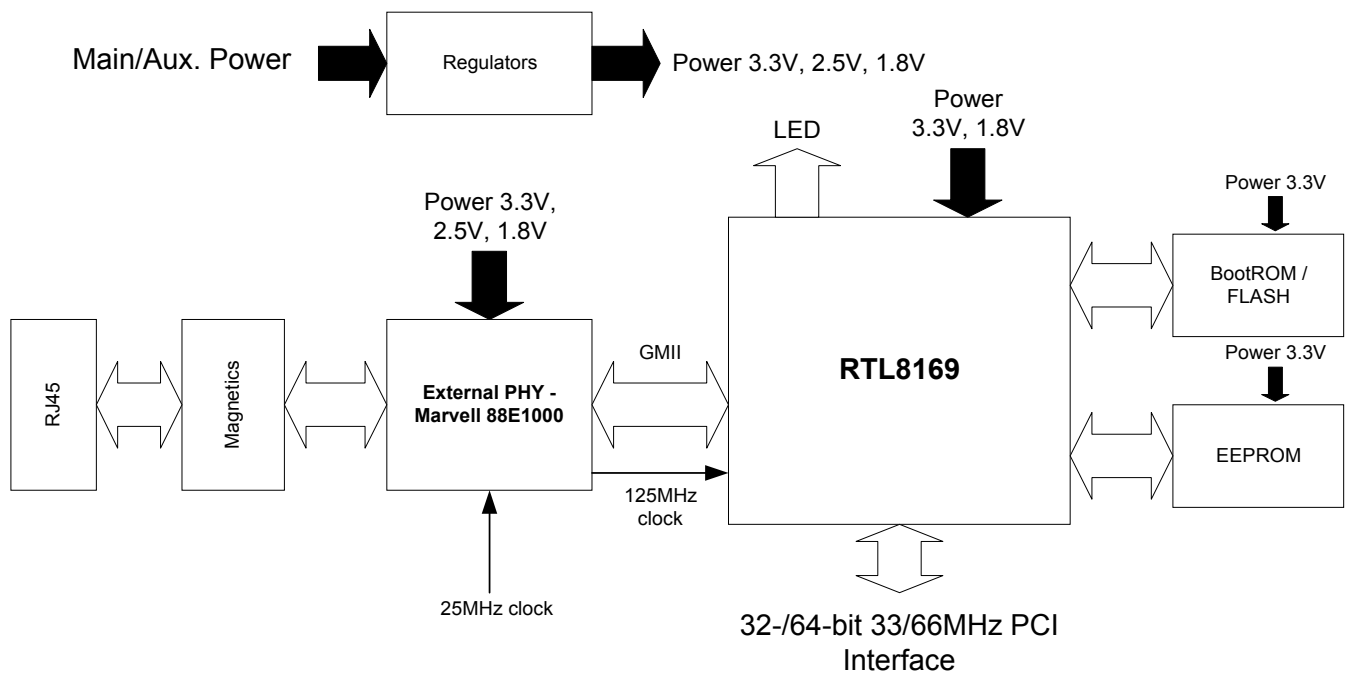 Main/Aux. Power
Regulators
Power 3.3V, 2.5V, 1.8V
LED
Power
3.3V, 1.8V
Power 3.3V,
2.5V, 1.8V
Power 3.3V
BootROM /
FLASH
RJ45
Magnetics
External PHY -
Marvell 88E1000
GMII
RTL8169
Power 3.3V
EEPROM
125MHz
clock
25MHz clock
32-/64-bit 33/66MHz PCI
Interface